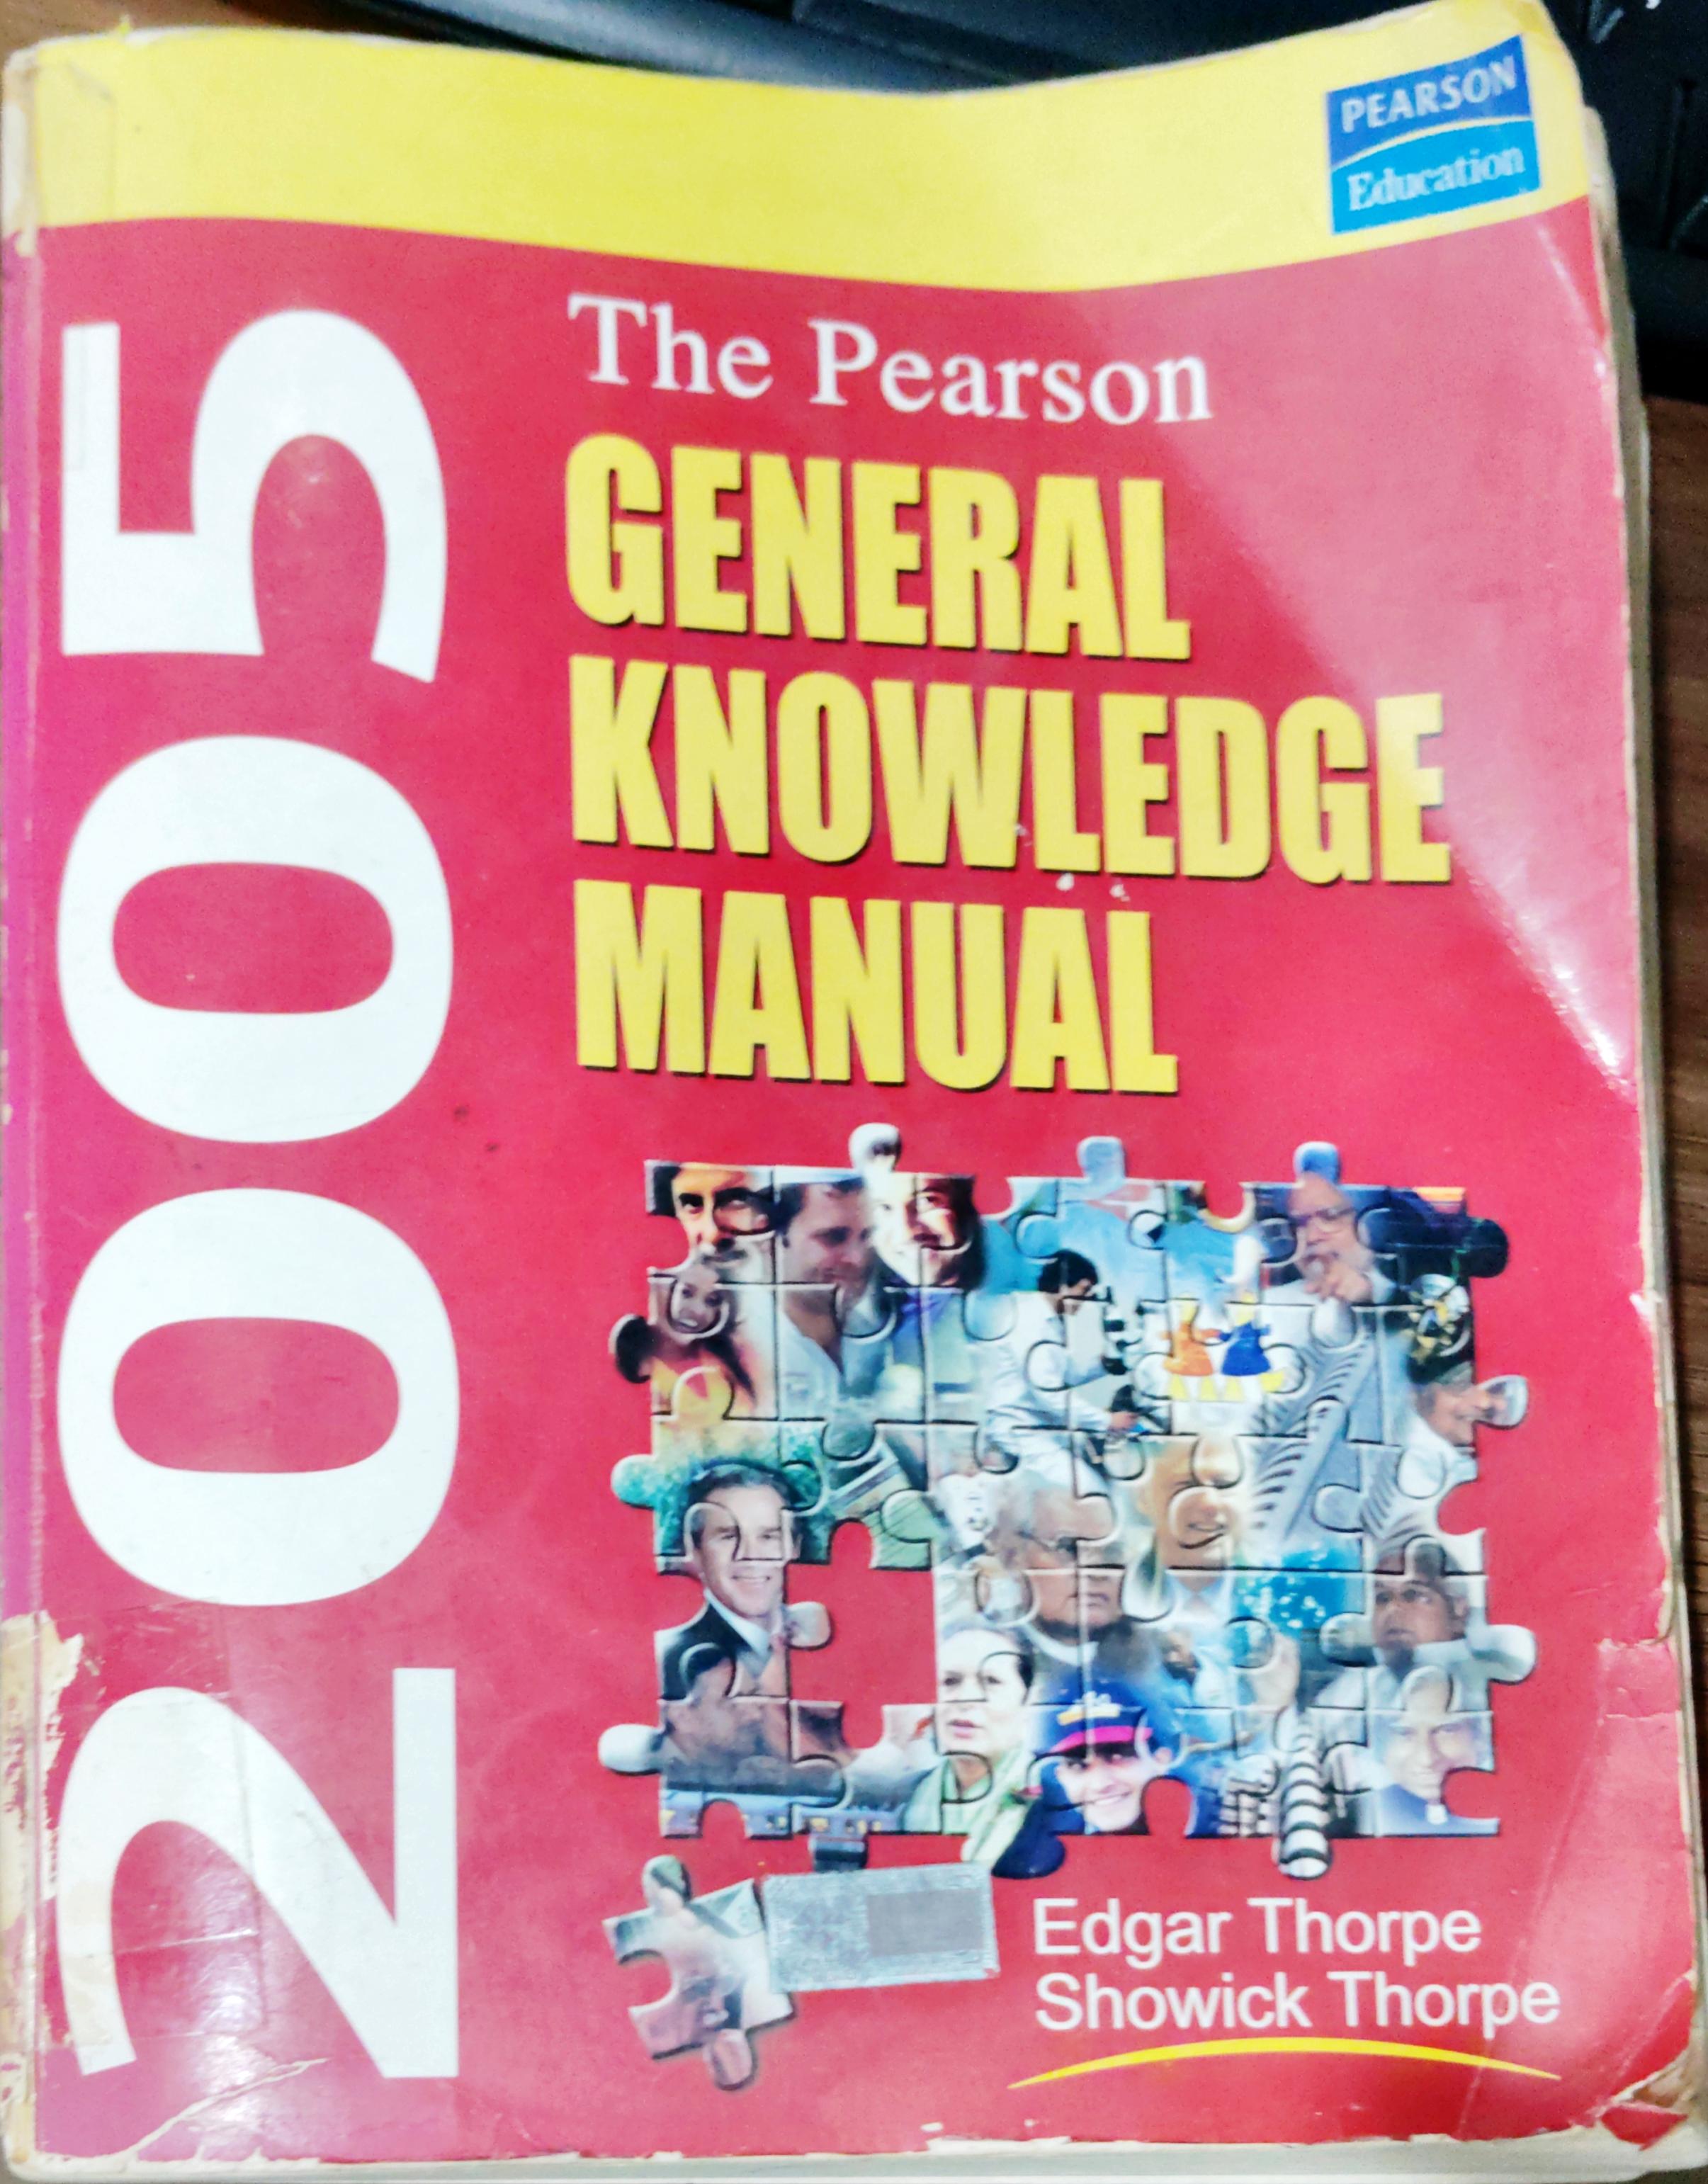 PEARSON
Education
2005
The Pearson
GENERAL
KNOWLEDGE
MANUAL
Edgar Thorpe
Showick Thorpe